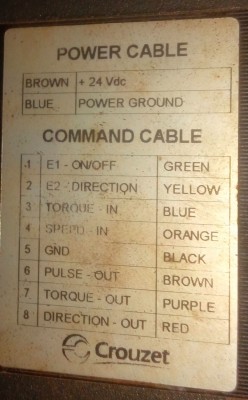 POWER CABLE
BROWN + 24 Vdc
BLUE POWER GROUND
COMMAND CABLE
1 E1 - ON/OFF GREEN
2 E2 - DIRECTION YELLOW
3 TORQUE - IN BLUE
4 SPEED - IN ORANGE
5 GND BLACK
6 PULSE - OUT BROWN
7 TORQUE - OUT PURPLE
8 DIRECTION - OUT RED
Crouzet